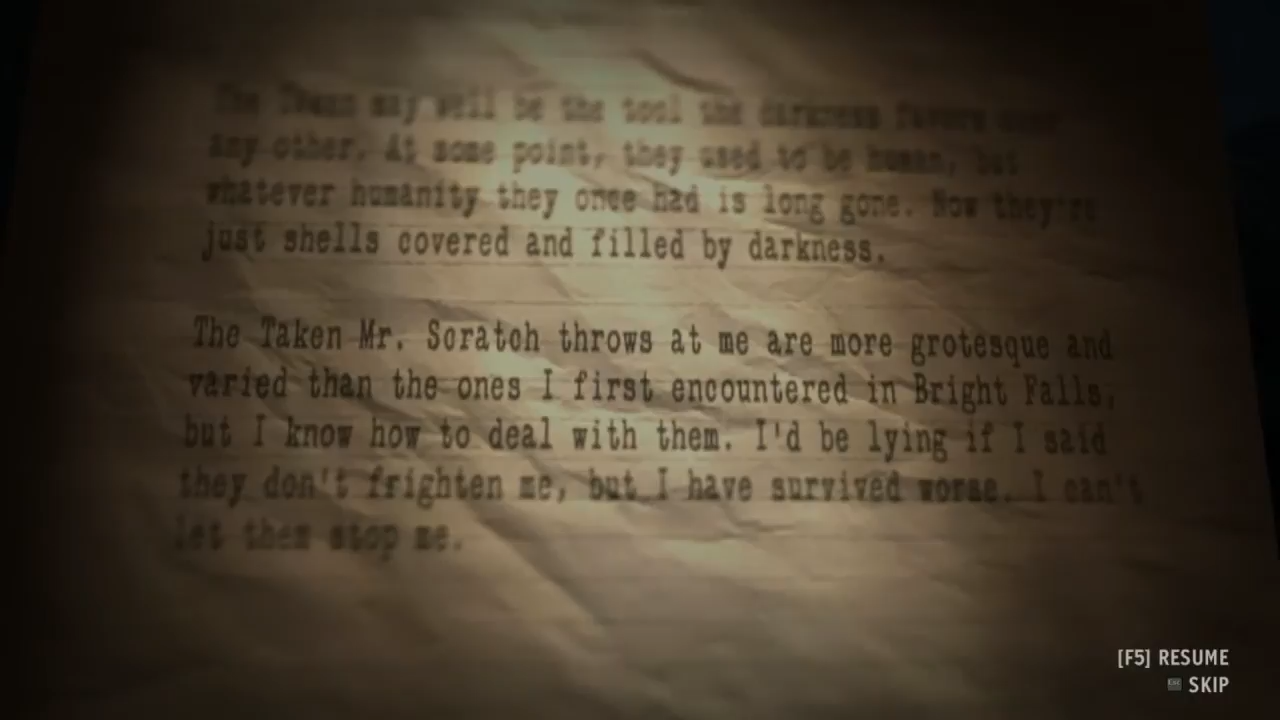 The Taken may well be the tool the darkness favors over
any other. At some point, they used to be human, but
whatever humanity they once had is long gone. Now they're
just shells covered and filled by darkness.
The Taken Mr. Scratch throws at me are more grotesque and
varied than the ones I first encountered in Bright Falls,
but I know how to deal with them. I'd be lying if I said
they don't frighten me, but I have survived worse. I can't
let them stop me.
[F5] RESUME
Esc SKIP